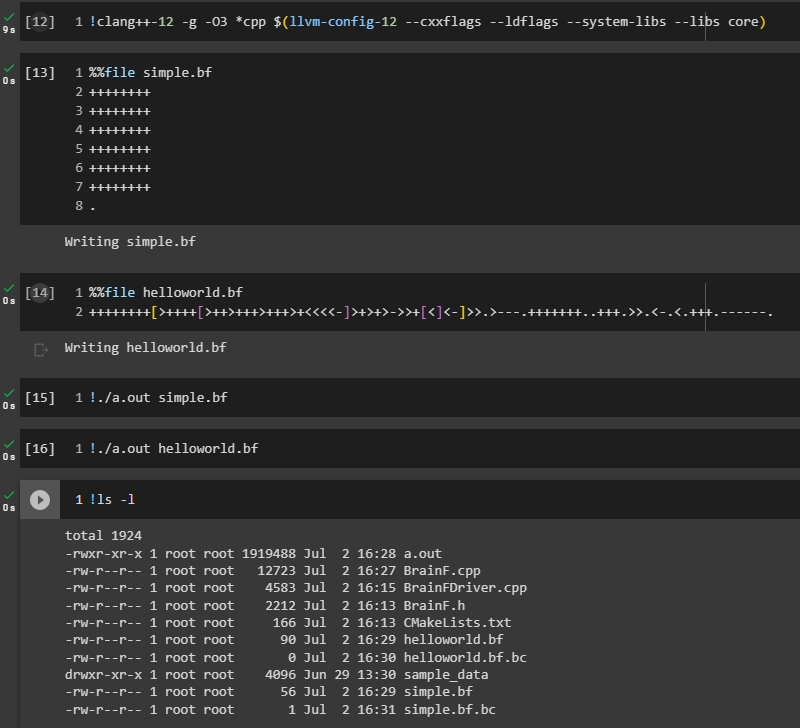 9s [12] 1 !clang++-12 -g -O3 *cpp $(llvm-config-12 --cxxflags --ldflags --system-libs --libs core)
0s [13] 1 %%file simple.bf
2 ++++++++
3 ++++++++
4 ++++++++
5 ++++++++
6 ++++++++
7 ++++++++
8 .
Writing simple.bf
0s [14] 1 %%file helloworld.bf
2 ++++++++[>++++[>++>+++>+++>+<<<<-]>+>+>->>+[<]<-]>>.>---.+++++++..+++.>>.<-.<.+++.------.
Writing helloworld.bf
0s [15] 1 !./a.out simple.bf
0s [16] 1 !./a.out helloworld.bf
0s 1 !ls -l
total 1924
-rwxr-xr-x 1 root root 1919488 Jul  2 16:28 a.out
-rw-r--r-- 1 root root   12723 Jul  2 16:27 BrainF.cpp
-rw-r--r-- 1 root root    4583 Jul  2 16:15 BrainFDriver.cpp
-rw-r--r-- 1 root root    2212 Jul  2 16:13 BrainF.h
-rw-r--r-- 1 root root     166 Jul  2 16:13 CMakeLists.txt
-rw-r--r-- 1 root root      90 Jul  2 16:29 helloworld.bf
-rw-r--r-- 1 root root       0 Jul  2 16:30 helloworld.bf.bc
drwxr-xr-x 1 root root    4096 Jun 29 13:30 sample_data
-rw-r--r-- 1 root root      56 Jul  2 16:29 simple.bf
-rw-r--r-- 1 root root       1 Jul  2 16:31 simple.bf.bc